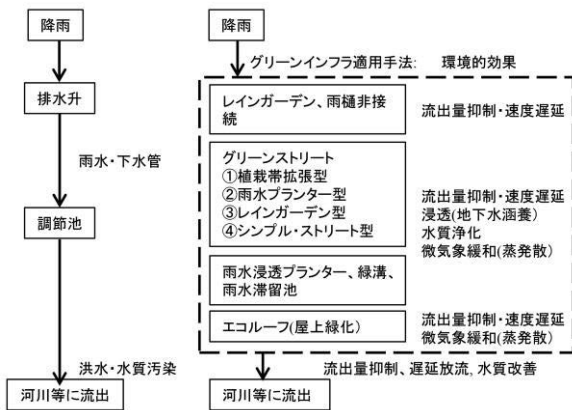 降雨
排水升
雨水・下水管
調節池
洪水・水質汚染
河川等に流出
降雨
グリーンインフラ適用手法: 環境的効果
レインガーデン、雨樋非接
続
流出量抑制・速度遅延
グリーンストリート
①植栽帯拡張型
②雨水プランター型
③レインガーデン型
④シンプル・ストリート型
流出量抑制・速度遅延
浸透(地下水涵養)
水質浄化
微気象緩和(蒸発散)
雨水浸透プランター、緑溝、
雨水滞留池
エコルーフ(屋上緑化)
流出量抑制・速度遅延
微気象緩和(蒸発散)
流出量抑制、遅延放流, 水質改善
河川等に流出